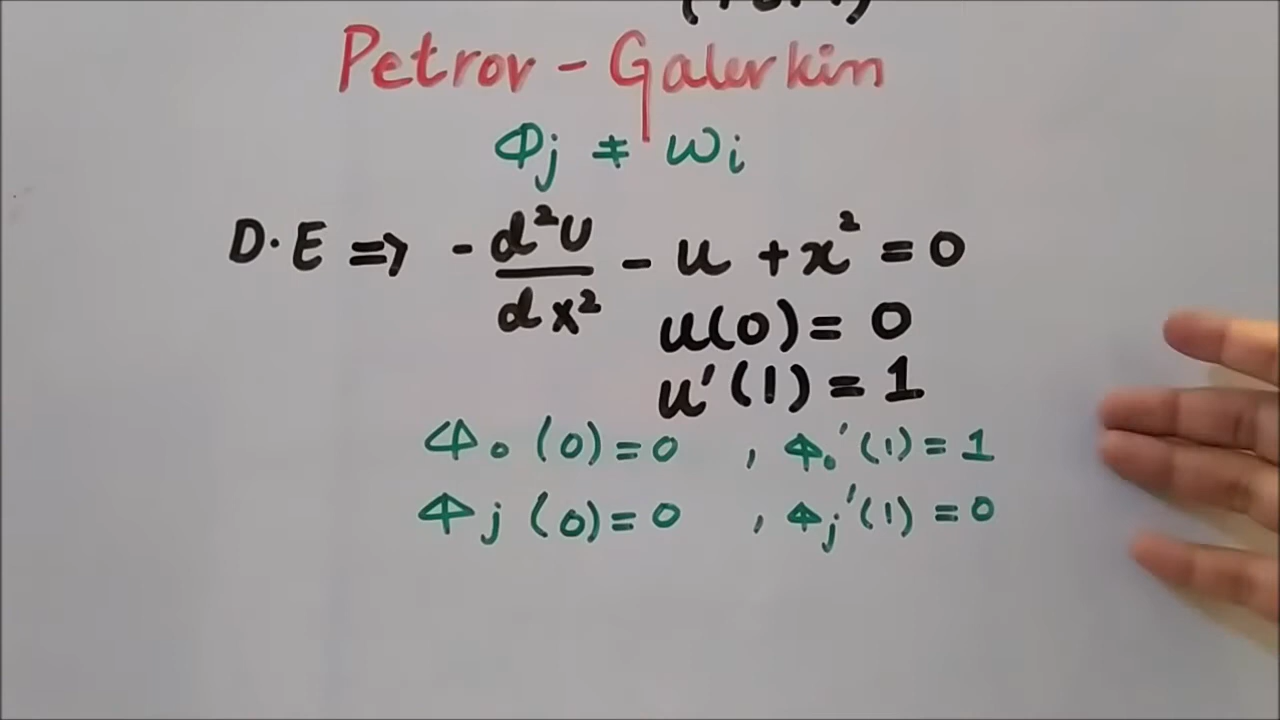 Petrov - Galerkin
Φj ≠ wi
D.E ⇒ - d²U/dx² - u + x² = 0
u(0) = 0
u'(1) = 1
Φ₀(0) = 0 , Φ₀'(1) = 1
Φj(0) = 0 , Φj'(1) = 0